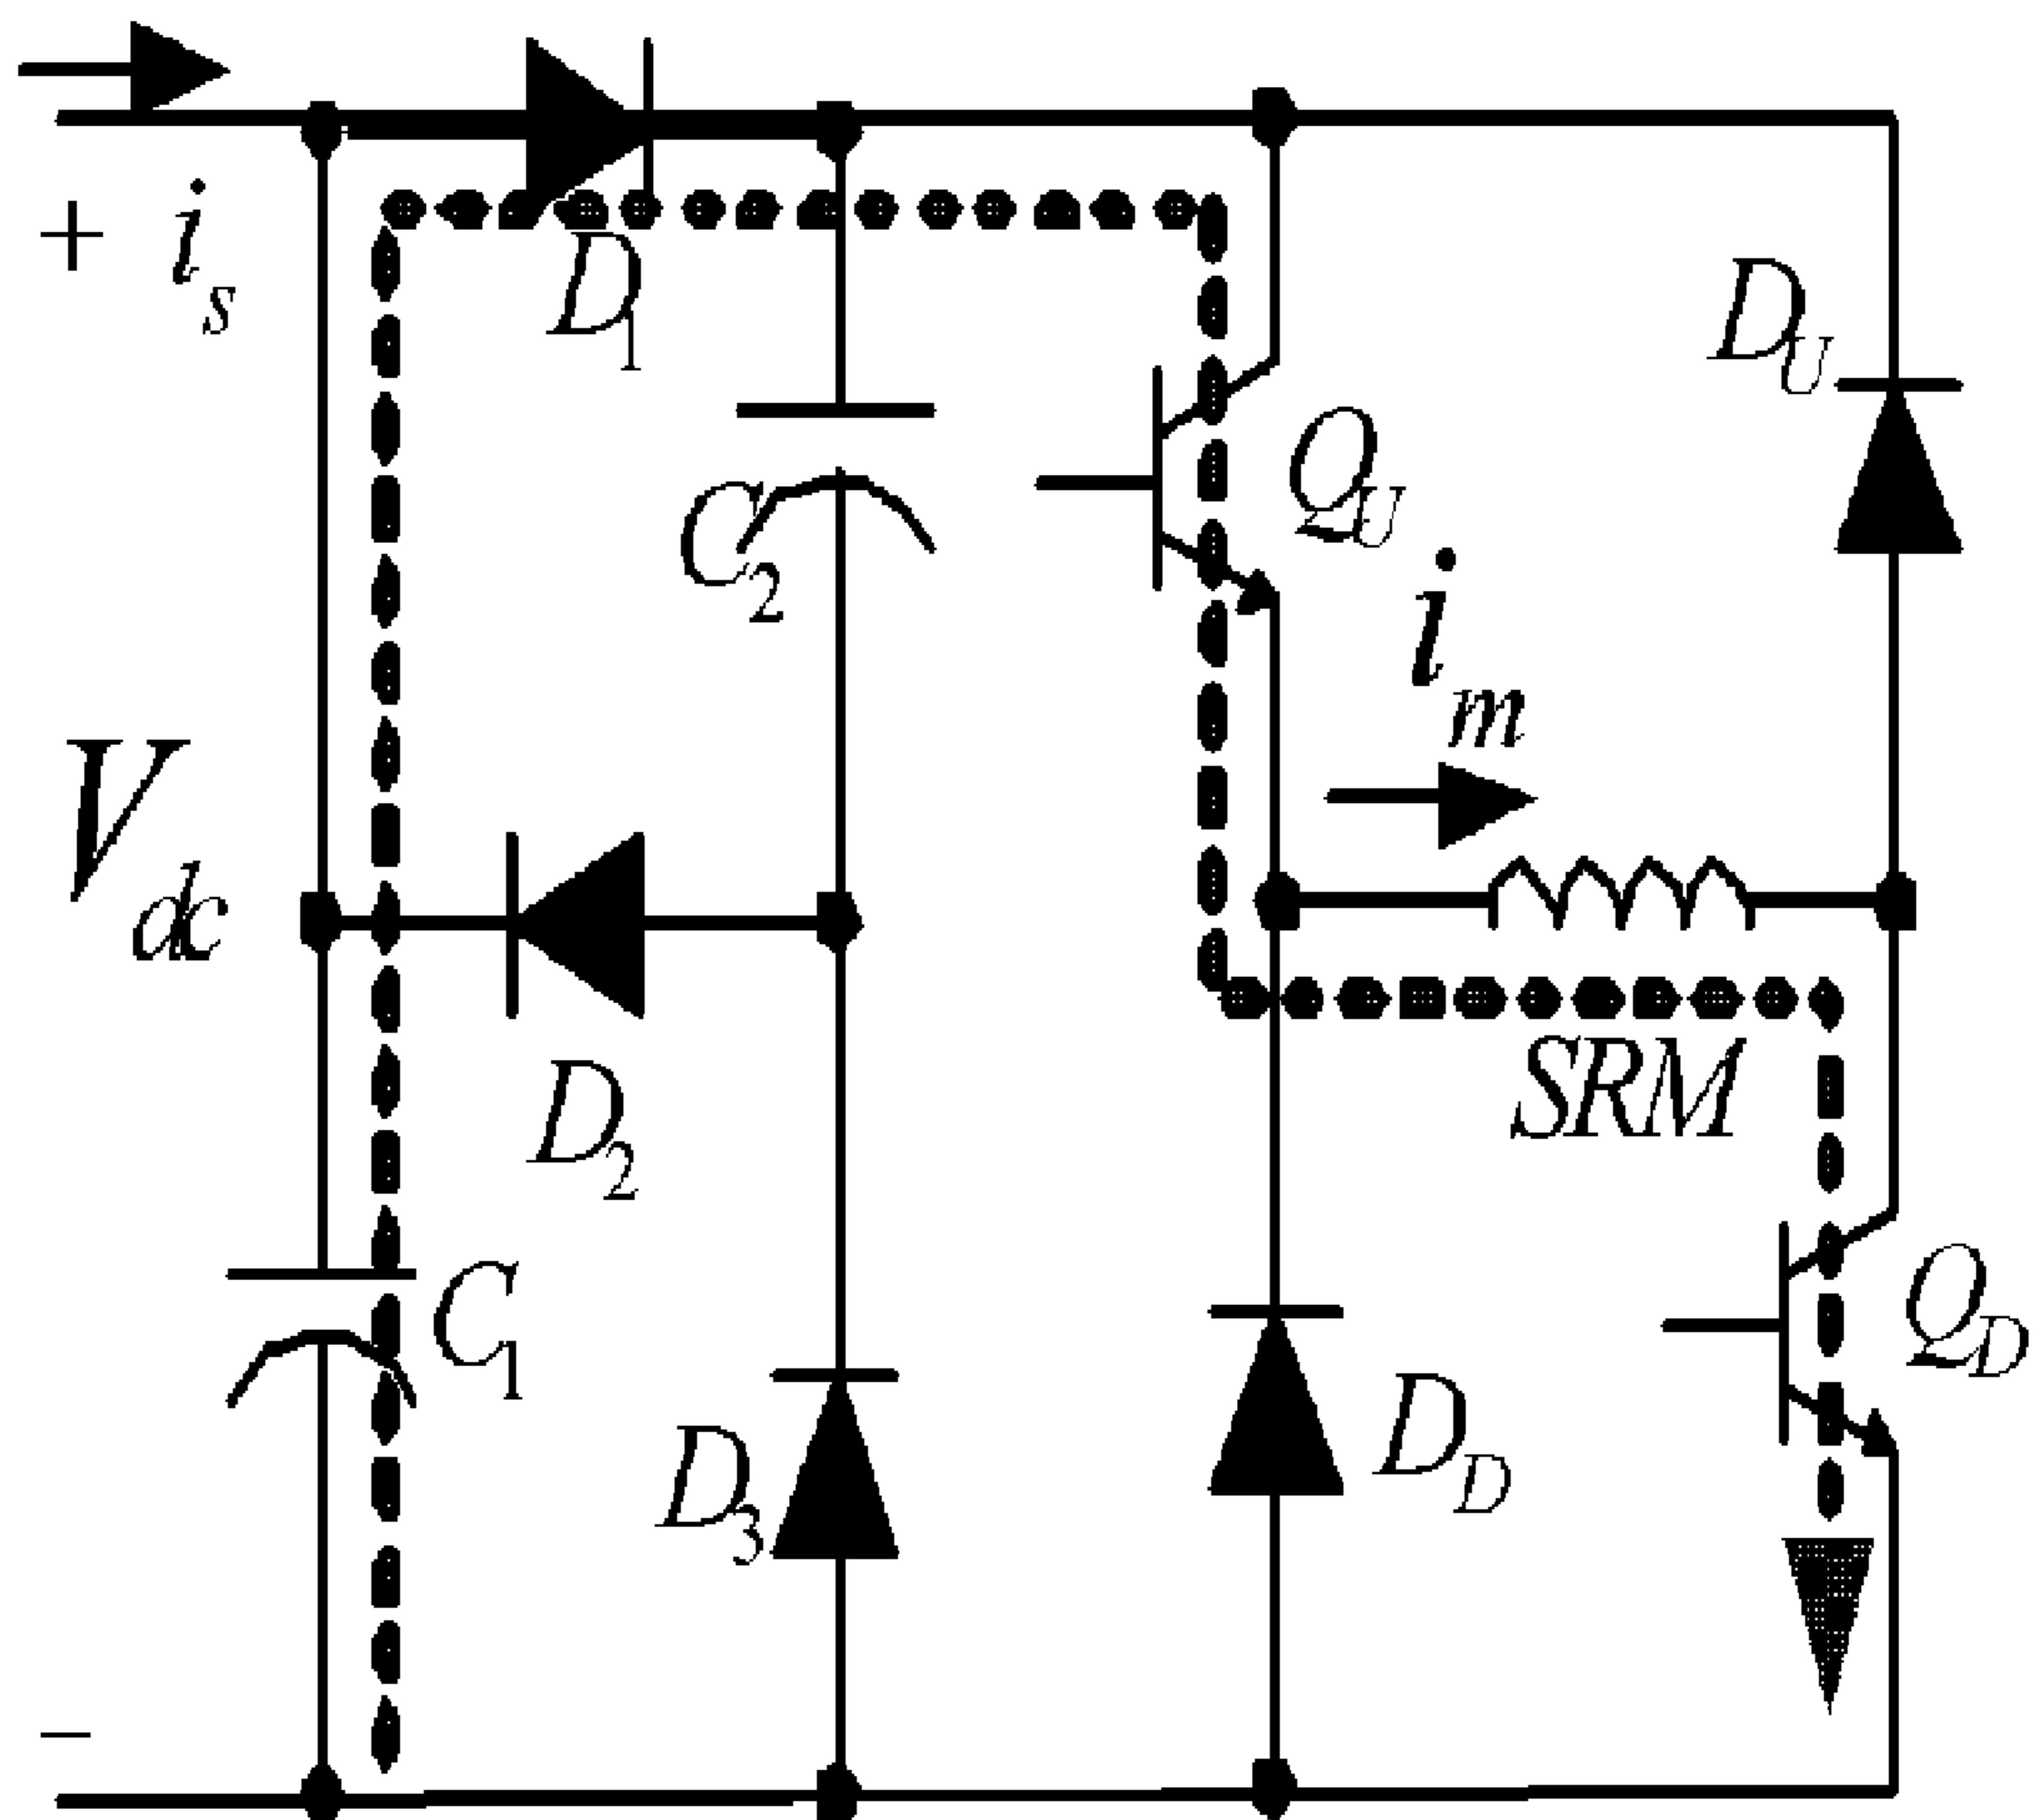 + i_s
D_1
D_U
C_2
Q_U
i_m
V_dc
D_2
SRM
C_1
Q_D
D_3
D_D
−